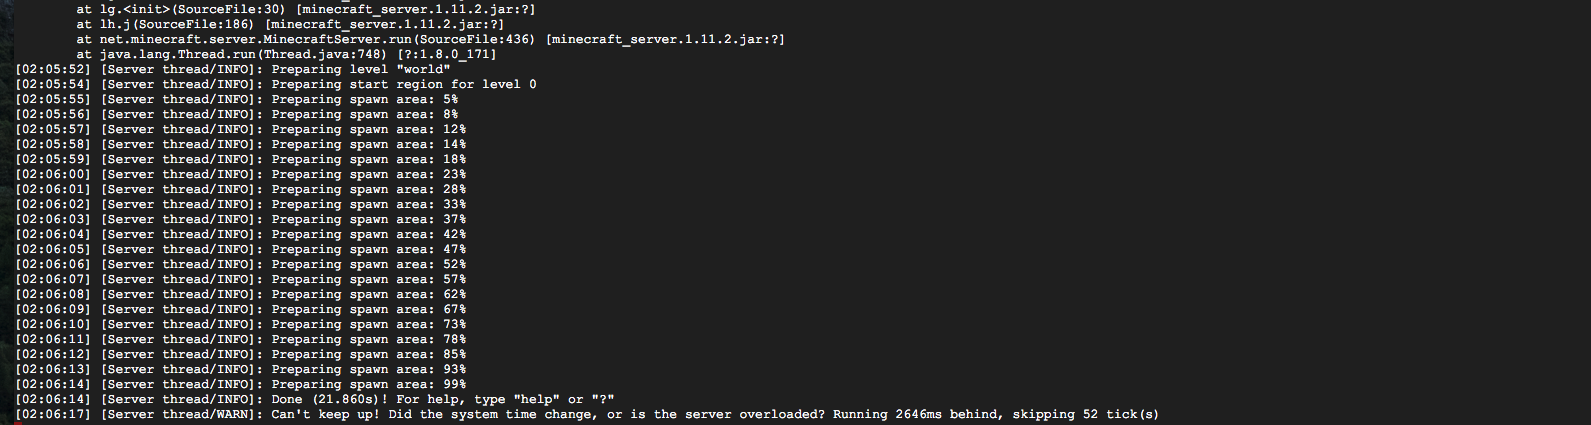 at lg.<init>(SourceFile:30) [minecraft_server.1.11.2.jar:?]
at lh.j(SourceFile:186) [minecraft_server.1.11.2.jar:?]
at net.minecraft.server.MinecraftServer.run(SourceFile:436) [minecraft_server.1.11.2.jar:?]
at java.lang.Thread.run(Thread.java:748) [?:1.8.0_171]
[02:05:52] [Server thread/INFO]: Preparing level "world"
[02:05:54] [Server thread/INFO]: Preparing start region for level 0
[02:05:55] [Server thread/INFO]: Preparing spawn area: 5%
[02:05:56] [Server thread/INFO]: Preparing spawn area: 8%
[02:05:57] [Server thread/INFO]: Preparing spawn area: 12%
[02:05:58] [Server thread/INFO]: Preparing spawn area: 14%
[02:05:59] [Server thread/INFO]: Preparing spawn area: 18%
[02:06:00] [Server thread/INFO]: Preparing spawn area: 23%
[02:06:01] [Server thread/INFO]: Preparing spawn area: 28%
[02:06:02] [Server thread/INFO]: Preparing spawn area: 33%
[02:06:03] [Server thread/INFO]: Preparing spawn area: 37%
[02:06:04] [Server thread/INFO]: Preparing spawn area: 42%
[02:06:05] [Server thread/INFO]: Preparing spawn area: 47%
[02:06:06] [Server thread/INFO]: Preparing spawn area: 52%
[02:06:07] [Server thread/INFO]: Preparing spawn area: 57%
[02:06:08] [Server thread/INFO]: Preparing spawn area: 62%
[02:06:09] [Server thread/INFO]: Preparing spawn area: 67%
[02:06:10] [Server thread/INFO]: Preparing spawn area: 73%
[02:06:11] [Server thread/INFO]: Preparing spawn area: 78%
[02:06:12] [Server thread/INFO]: Preparing spawn area: 85%
[02:06:13] [Server thread/INFO]: Preparing spawn area: 93%
[02:06:14] [Server thread/INFO]: Preparing spawn area: 99%
[02:06:14] [Server thread/INFO]: Done (21.860s)! For help, type "help" or "?"
[02:06:17] [Server thread/WARN]: Can't keep up! Did the system time change, or is the server overloaded? Running 2646ms behind, skipping 52 tick(s)